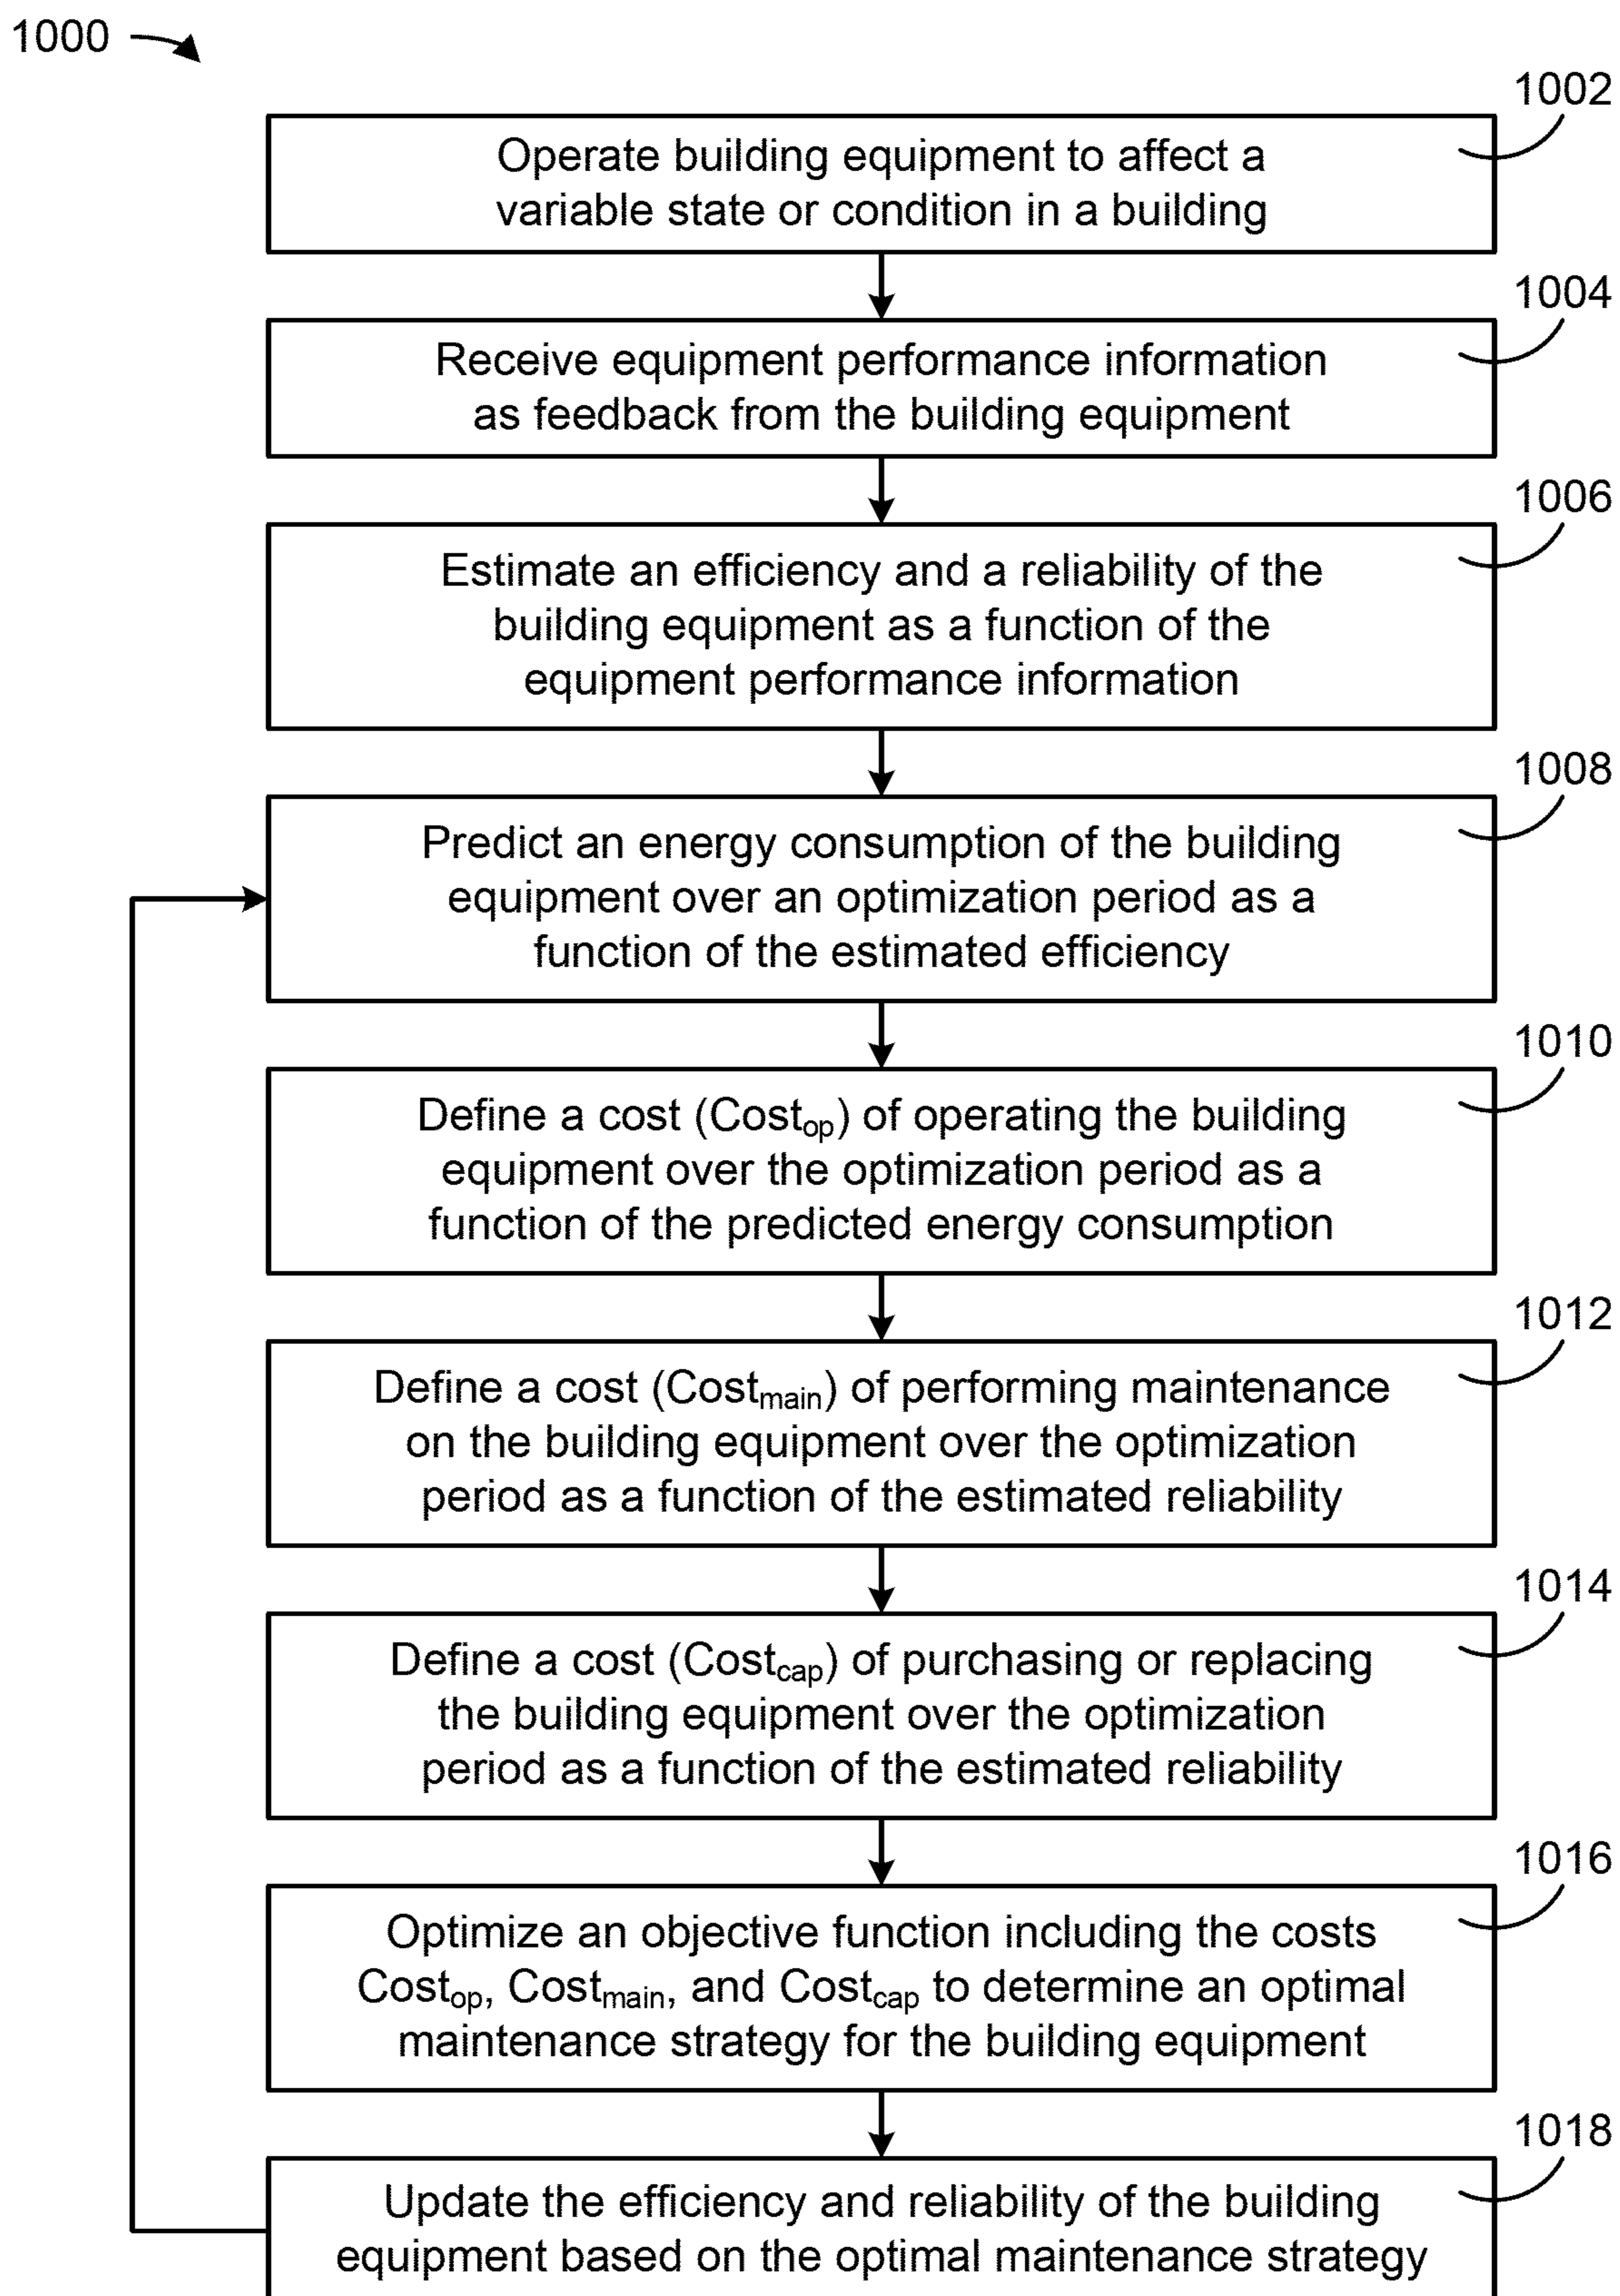 1000
1002
Operate building equipment to affect a
variable state or condition in a building
1004
Receive equipment performance information
as feedback from the building equipment
1006
Estimate an efficiency and a reliability of the
building equipment as a function of the
equipment performance information
1008
Predict an energy consumption of the building
equipment over an optimization period as a
function of the estimated efficiency
1010
Define a cost (Costop) of operating the building
equipment over the optimization period as a
function of the predicted energy consumption
1012
Define a cost (Costmain) of performing maintenance
on the building equipment over the optimization
period as a function of the estimated reliability
1014
Define a cost (Costcap) of purchasing or replacing
the building equipment over the optimization
period as a function of the estimated reliability
1016
Optimize an objective function including the costs
Costop, Costmain, and Costcap to determine an optimal
maintenance strategy for the building equipment
1018
Update the efficiency and reliability of the building
equipment based on the optimal maintenance strategy